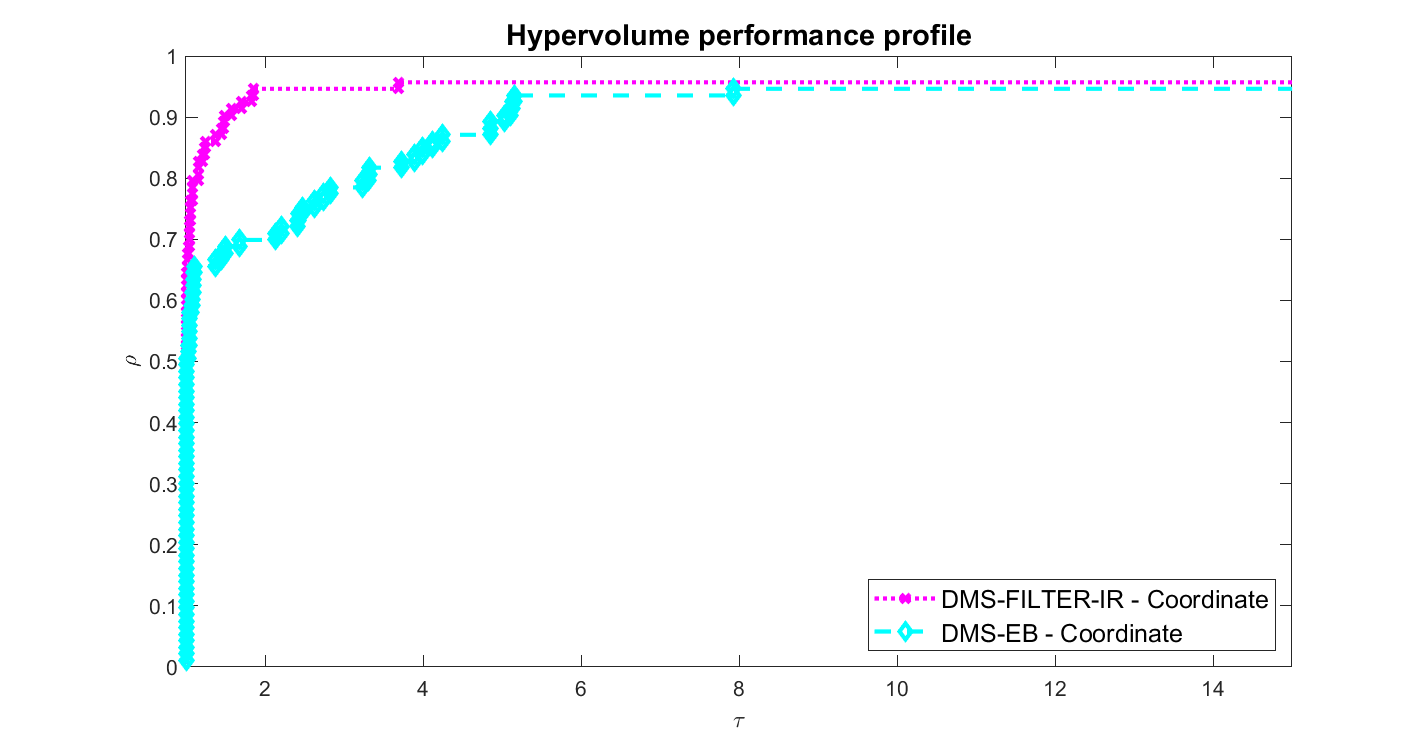 Hypervolume performance profile
1
0.9
0.8
0.7
0.6
0.5
0.4
0.3
0.2
0.1
0
ρ
2 4 6 8 10 12 14
τ
DMS-FILTER-IR - Coordinate
DMS-EB - Coordinate